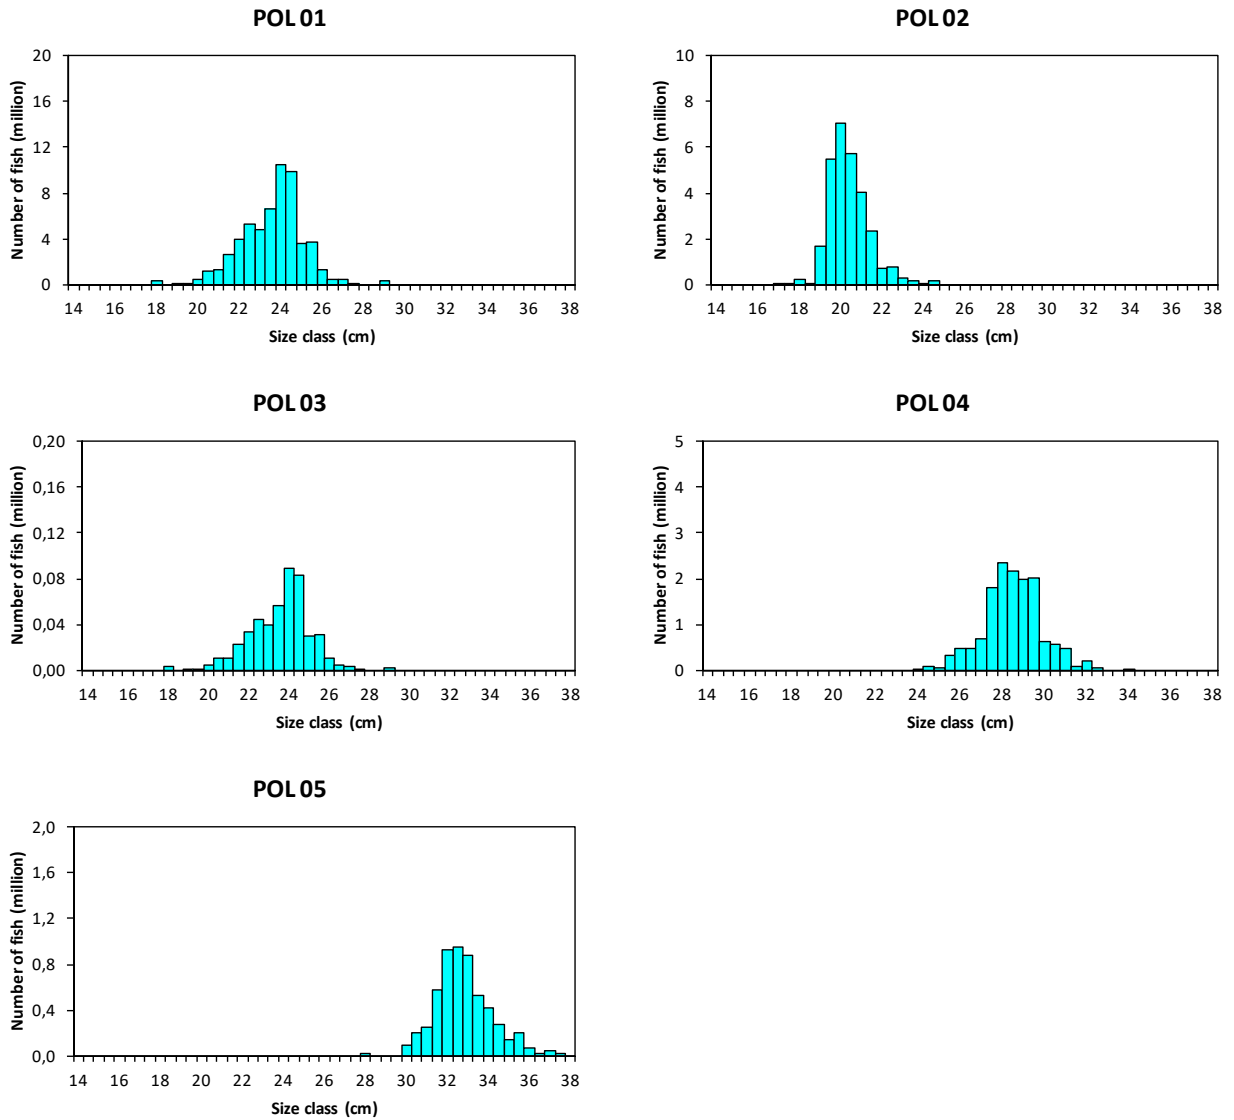 POL 01
20
16
12
8
4
0
Number of fish (million)
14 16 18 20 22 24 26 28 30 32 34 36 38
Size class (cm)
POL 02
10
8
6
4
2
0
Number of fish (million)
14 16 18 20 22 24 26 28 30 32 34 36 38
Size class (cm)
POL 03
0,20
0,16
0,12
0,08
0,04
0,00
Number of fish (million)
14 16 18 20 22 24 26 28 30 32 34 36 38
Size class (cm)
POL 04
5
4
3
2
1
0
Number of fish (million)
14 16 18 20 22 24 26 28 30 32 34 36 38
Size class (cm)
POL 05
2,0
1,6
1,2
0,8
0,4
0,0
Number of fish (million)
14 16 18 20 22 24 26 28 30 32 34 36 38
Size class (cm)